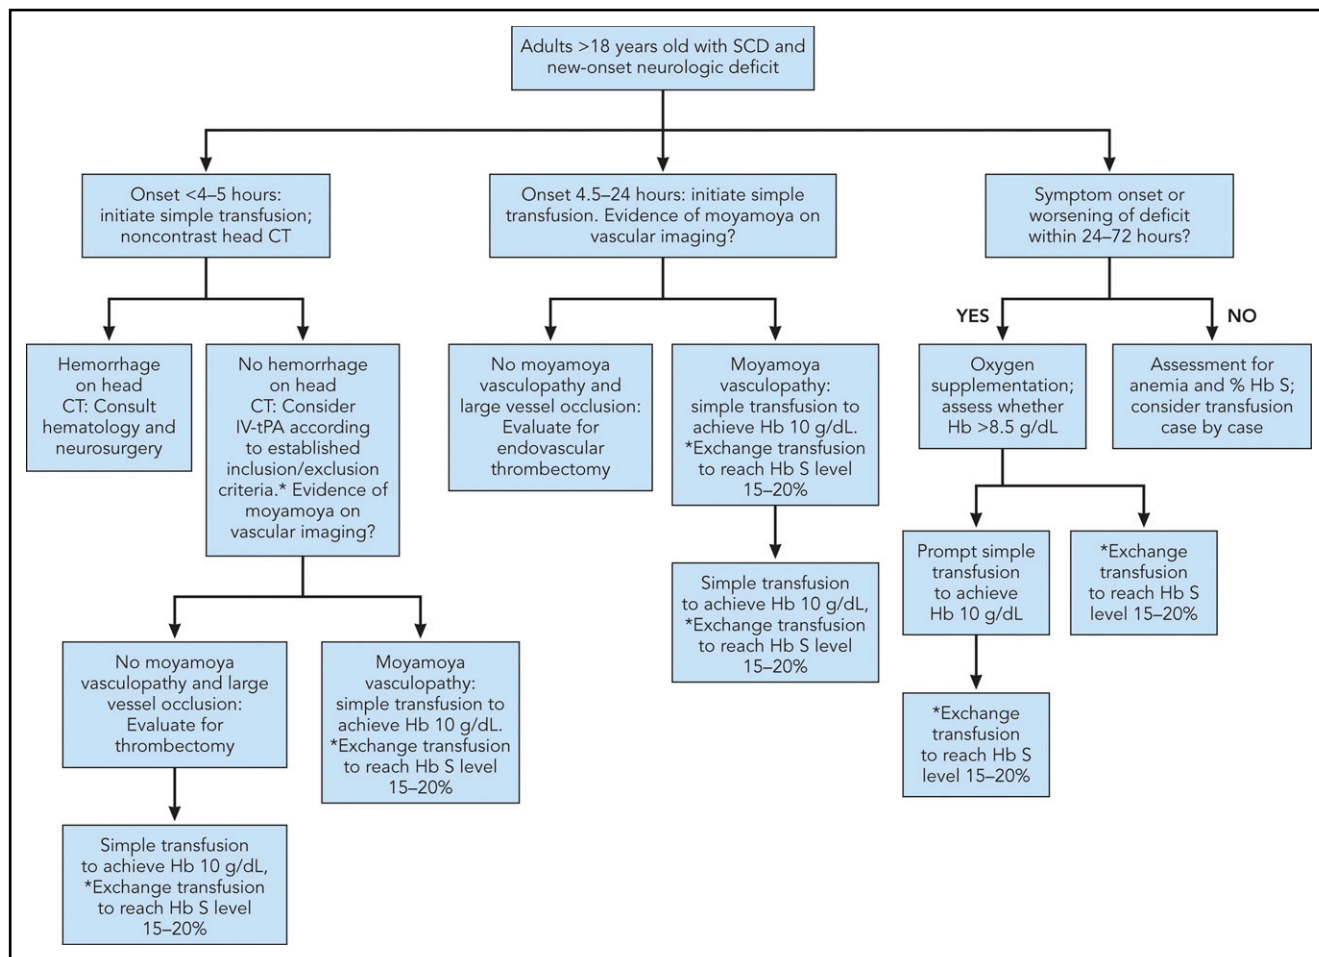 Adults >18 years old with SCD and
new-onset neurologic deficit
Onset <4–5 hours:
initiate simple transfusion;
noncontrast head CT
Onset 4.5–24 hours: initiate simple
transfusion. Evidence of moyamoya on
vascular imaging?
Symptom onset or
worsening of deficit
within 24–72 hours?
YES
NO
Hemorrhage
on head
CT: Consult
hematology and
neurosurgery
No hemorrhage
on head
CT: Consider
IV-tPA according
to established
inclusion/exclusion
criteria.* Evidence of
moyamoya on
vascular imaging?
No moyamoya
vasculopathy and
large vessel occlusion:
Evaluate for
endovascular
thrombectomy
Moyamoya
vasculopathy:
simple transfusion to
achieve Hb 10 g/dL.
*Exchange transfusion
to reach Hb S level
15–20%
Oxygen
supplementation;
assess whether
Hb >8.5 g/dL
Assessment for
anemia and % Hb S;
consider transfusion
case by case
Simple transfusion
to achieve Hb 10 g/dL,
*Exchange transfusion
to reach Hb S level
15–20%
Prompt simple
transfusion
to achieve
Hb 10 g/dL
*Exchange
transfusion
to reach Hb S
level 15–20%
No moyamoya
vasculopathy and large
vessel occlusion:
Evaluate for
thrombectomy
Moyamoya
vasculopathy:
simple transfusion to
achieve Hb 10 g/dL.
*Exchange transfusion
to reach Hb S level
15–20%
*Exchange
transfusion
to reach Hb S
level 15–20%
Simple transfusion
to achieve Hb 10 g/dL,
*Exchange transfusion
to reach Hb S level
15–20%